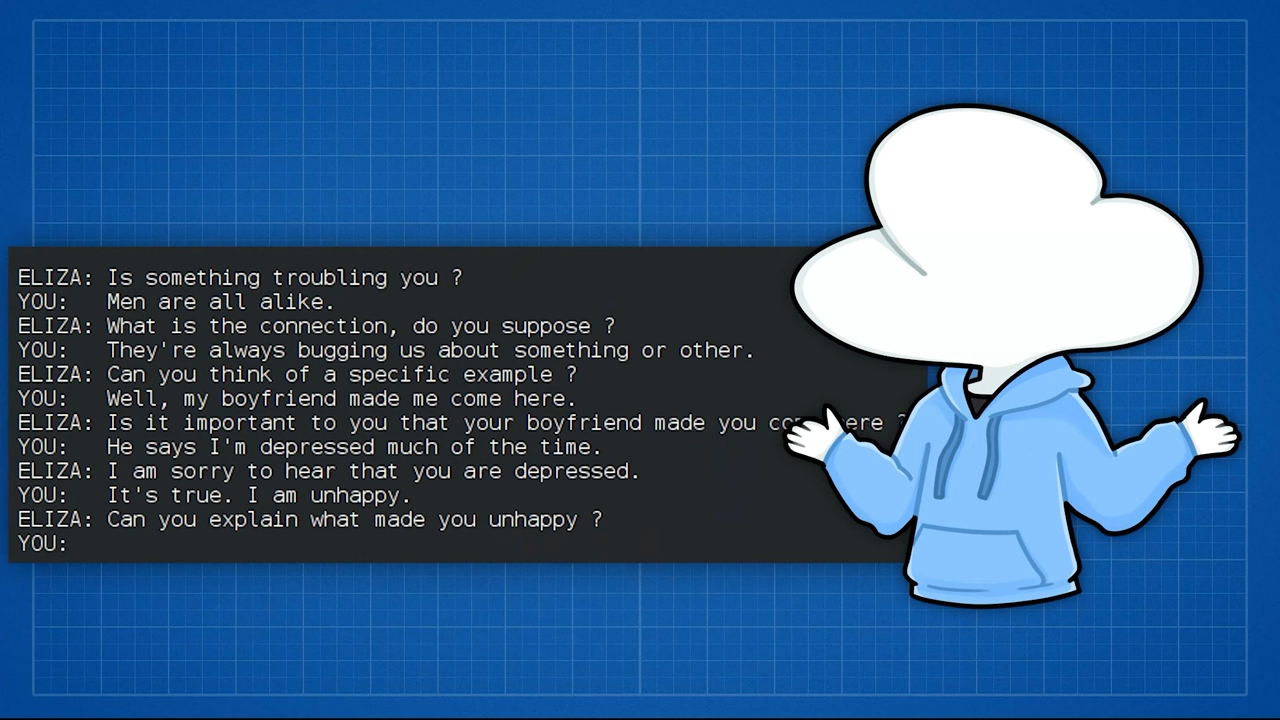 ELIZA: Is something troubling you ?
YOU: Men are all alike.
ELIZA: What is the connection, do you suppose ?
YOU: They're always bugging us about something or other.
ELIZA: Can you think of a specific example ?
YOU: Well, my boyfriend made me come here.
ELIZA: Is it important to you that your boyfriend made you ?
YOU: He says I'm depressed much of the time.
ELIZA: I am sorry to hear that you are depressed.
YOU: It's true. I am unhappy.
ELIZA: Can you explain what made you unhappy ?
YOU: